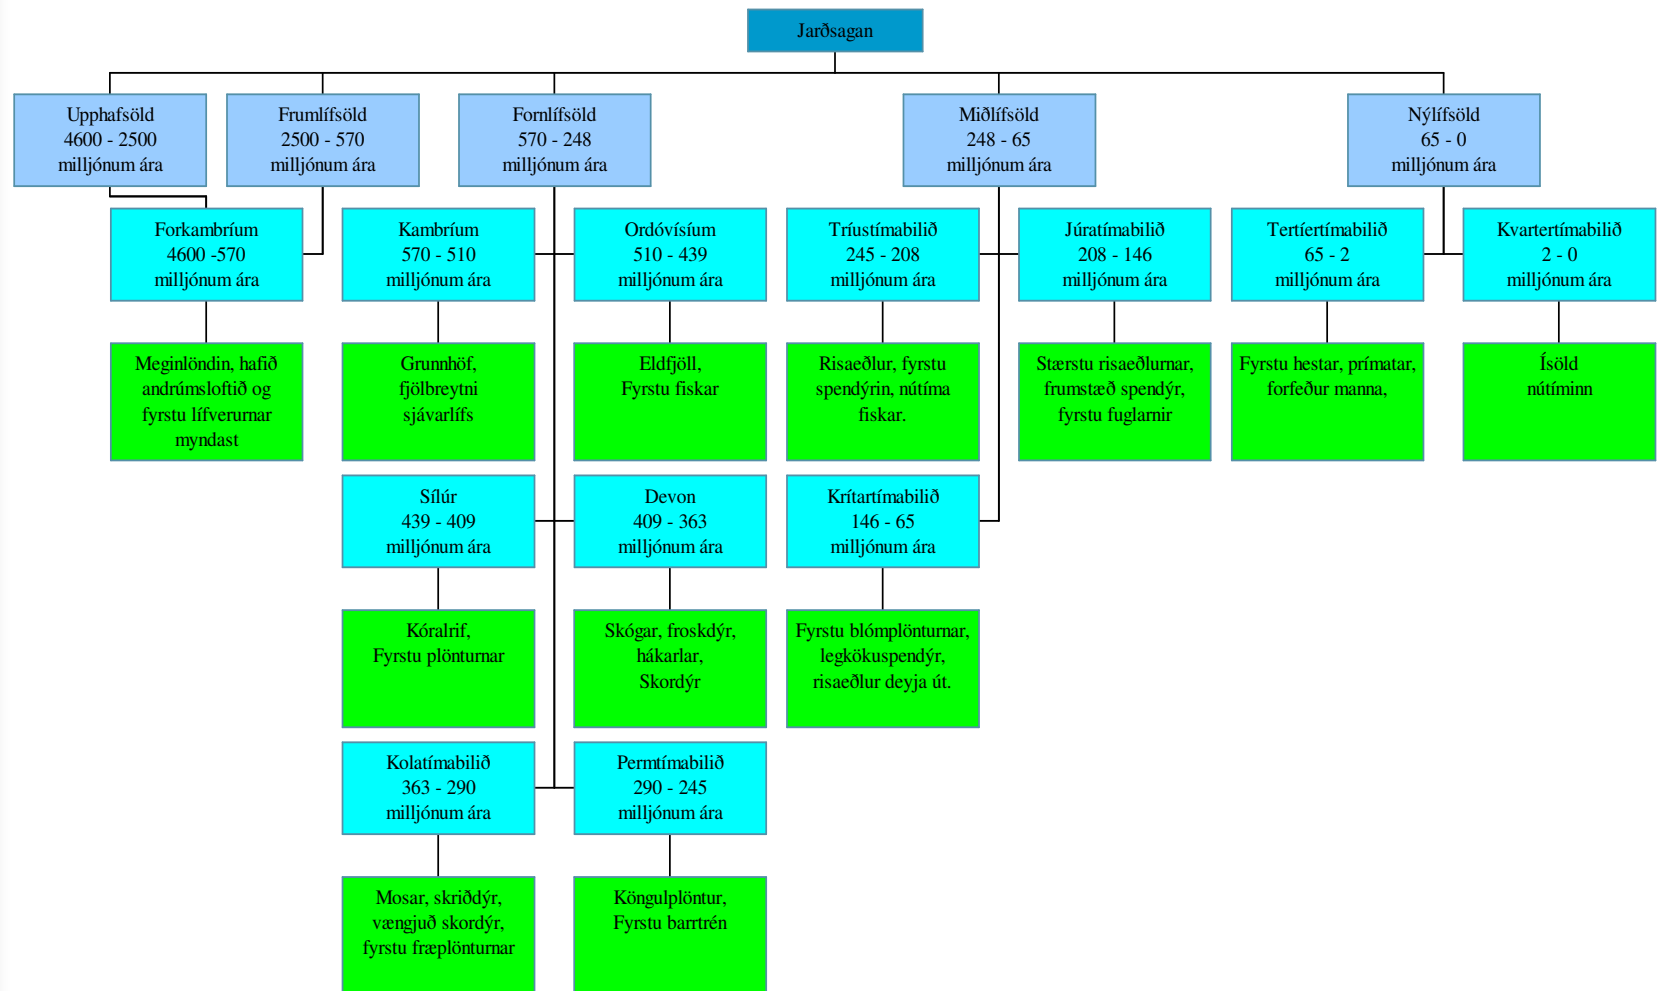 Jarðsagan
Upphafsöld
4600 - 2500
milljónum ára
Frumlífsöld
2500 - 570
milljónum ára
Fornlífsöld
570 - 248
milljónum ára
Miðlífsöld
248 - 65
milljónum ára
Nýlífsöld
65 - 0
milljónum ára
Forkambríum
4600 -570
milljónum ára
Kambríum
570 - 510
milljónum ára
Ordóvísíum
510 - 439
milljónum ára
Tríustímabilið
245 - 208
milljónum ára
Júratímabilið
208 - 146
milljónum ára
Tertíertímabilið
65 - 2
milljónum ára
Kvartertímabilið
2 - 0
milljónum ára
Meginlöndin, hafið
andrúmsloftið og
fyrstu lífverurnar
myndast
Grunnhöf,
fjölbreytni
sjávarlífs
Eldfjöll,
Fyrstu fiskar
Risaeðlur, fyrstu
spendýrin, nútíma
fiskar.
Stærstu risaeðlurnar,
frumstæð spendýr,
fyrstu fuglarnir
Fyrstu hestar, prímatar,
forfeður manna,
Ísöld
nútíminn
Sílúr
439 - 409
milljónum ára
Devon
409 - 363
milljónum ára
Krítartímabilið
146 - 65
milljónum ára
Kóralrif,
Fyrstu plönturnar
Skógar, froskdýr,
hákarlar,
Skordýr
Fyrstu blómplönturnar,
legkökuspendýr,
risaeðlur deyja út.
Kolatímabilið
363 - 290
milljónum ára
Permtímabilið
290 - 245
milljónum ára
Mosar, skriðdýr,
vængjuð skordýr,
fyrstu fræplönturnar
Köngulplöntur,
Fyrstu barrtrén